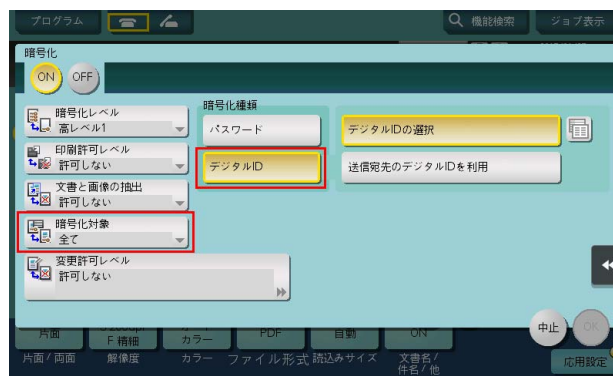 プログラム
機能検索
ジョブ表示
暗号化
ON
OFF
暗号化レベル
高レベル1
印刷許可レベル
許可しない
文書と画像の抽出
許可しない
暗号化対象
全て
変更許可レベル
許可しない
暗号化種類
パスワード
デジタルID
デジタルIDの選択
送信宛先のデジタルIDを利用
中止
OK
片面
F 精細
カラー
PDF
自動
ON
片面/両面
解像度
カラー
ファイル形式
読込みサイズ
文書名/
件名/他
応用設定